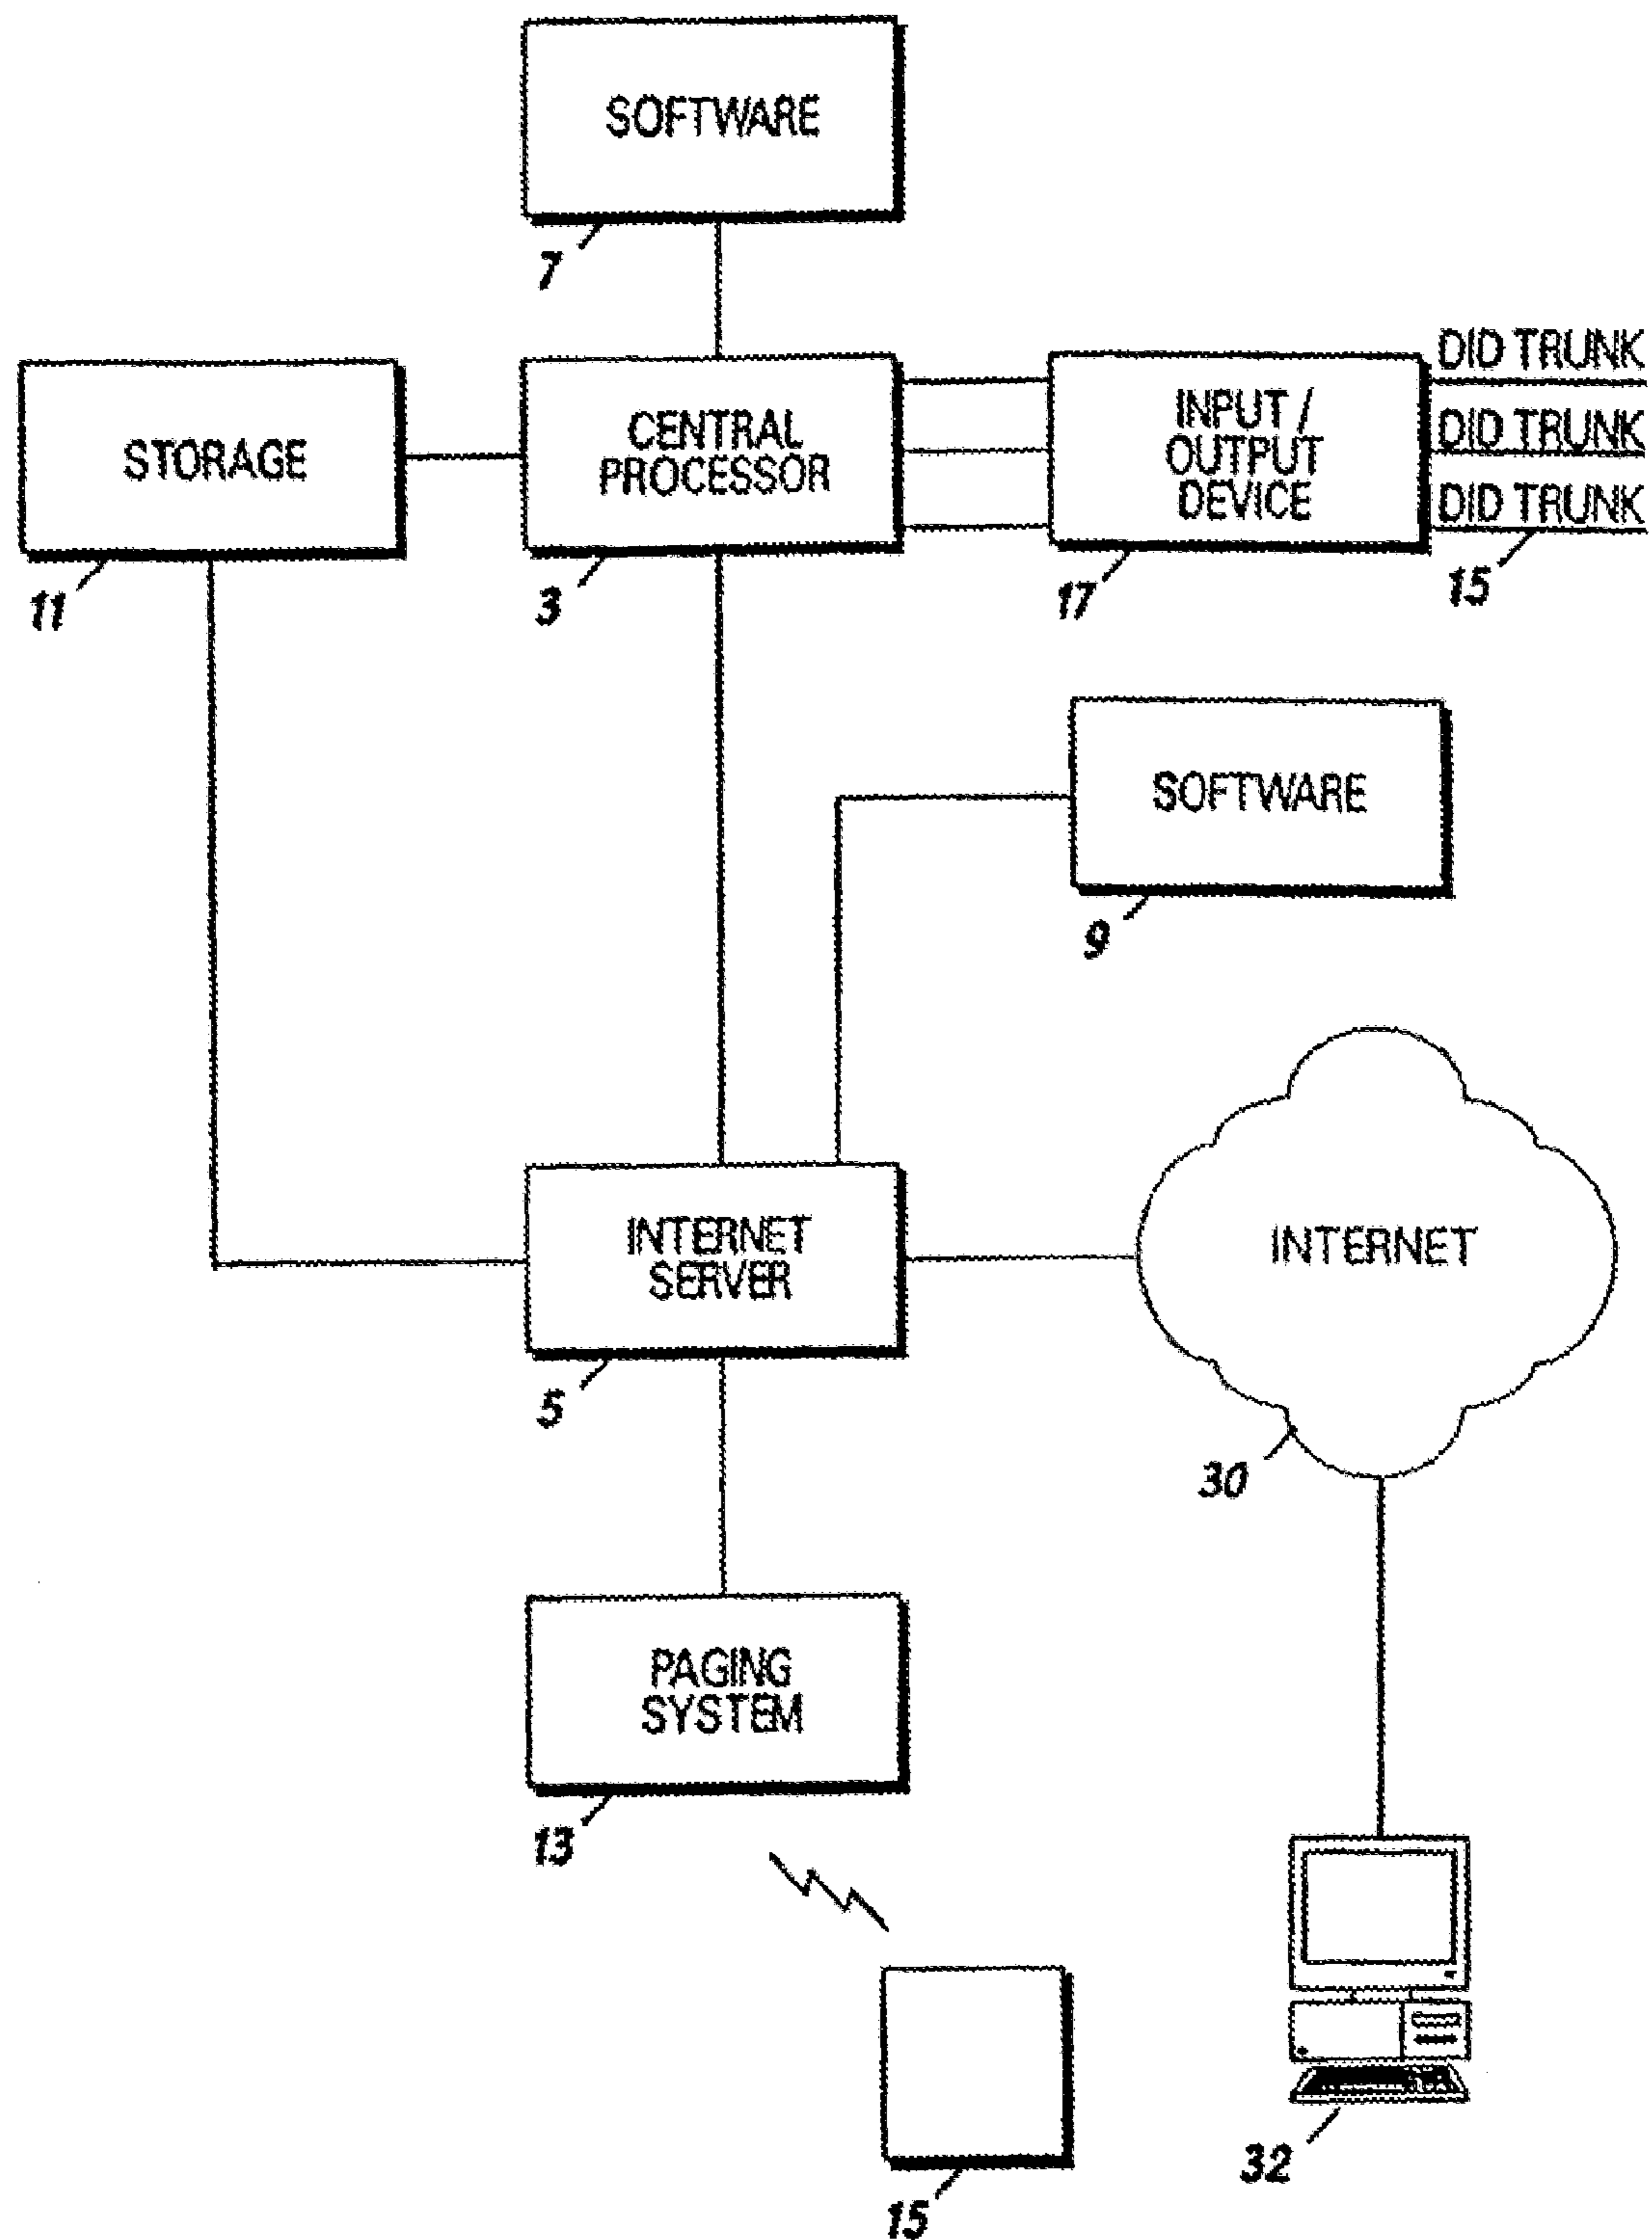 SOFTWARE
7
STORAGE
11
CENTRAL
PROCESSOR
3
INPUT /
OUTPUT
DEVICE
17
DID TRUNK
DID TRUNK
DID TRUNK
15
SOFTWARE
9
INTERNET
SERVER
5
INTERNET
30
PAGING
SYSTEM
13
15
32